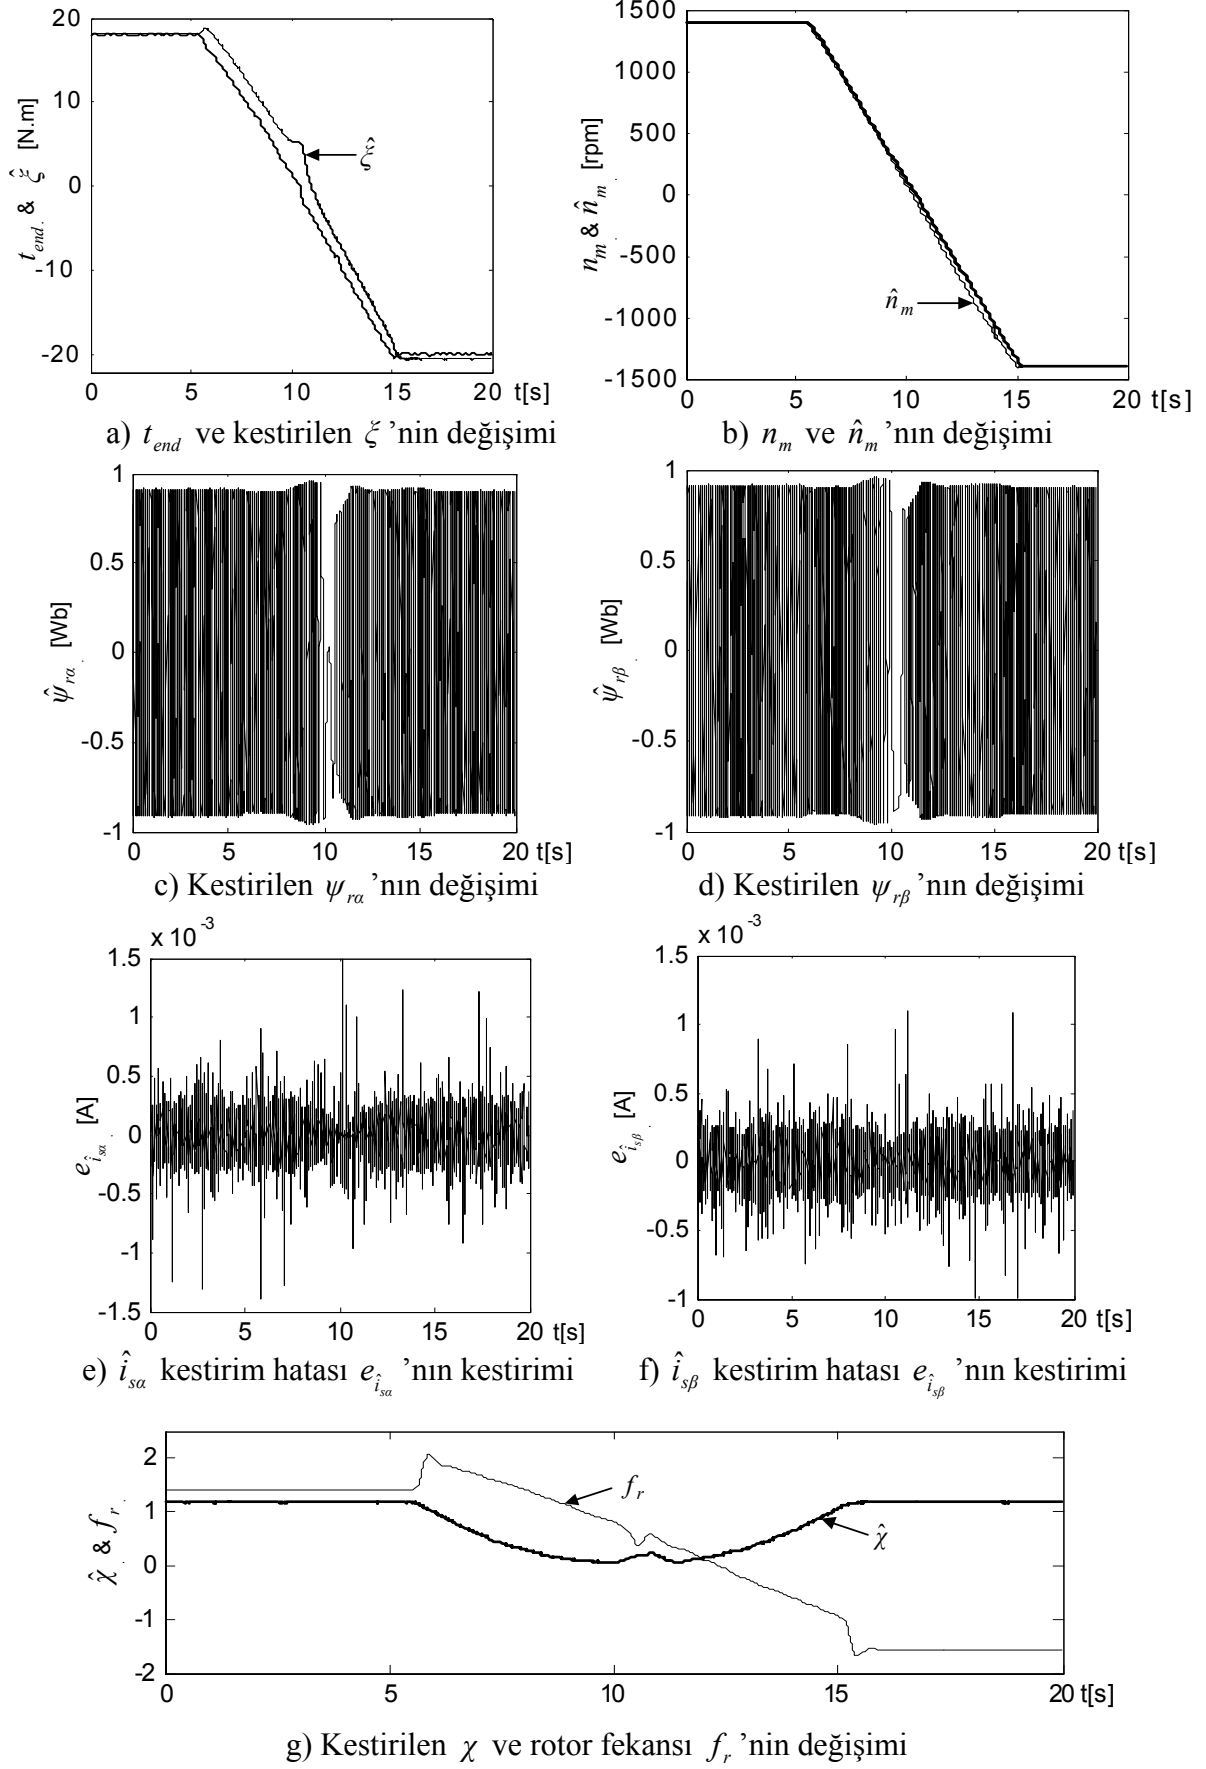 20
10
0
-10
-20
t_end. & ξ̂ [N.m]
ξ̂
0 5 10 15 20 t[s]
a) t_end ve kestirilen ξ ’nin değişimi
1500
1000
500
0
-500
-1000
-1500
n_m & n̂_m [rpm]
n̂_m
0 5 10 15 20 t[s]
b) n_m ve n̂_m ’nın değişimi
1
0.5
0
-0.5
-1
ψ̂_rα [Wb]
0 5 10 15 20 t[s]
c) Kestirilen ψ_rα ’nın değişimi
1
0.5
0
-0.5
-1
ψ̂_rβ [Wb]
0 5 10 15 20 t[s]
d) Kestirilen ψ_rβ ’nın değişimi
x 10^-3
1.5
1
0.5
0
-0.5
-1
-1.5
e_î_sα [A]
0 5 10 15 20 t[s]
e) î_sα kestirim hatası e_î_sα ’nın kestirimi
x 10^-3
1.5
1
0.5
0
-0.5
-1
e_î_sβ [A]
0 5 10 15 20 t[s]
f) î_sβ kestirim hatası e_î_sβ ’nın kestirimi
2
1
0
-1
-2
χ̂ & f_r
f_r
χ̂
0 5 10 15 20 t[s]
g) Kestirilen χ ve rotor fekansı f_r ’nin değişimi